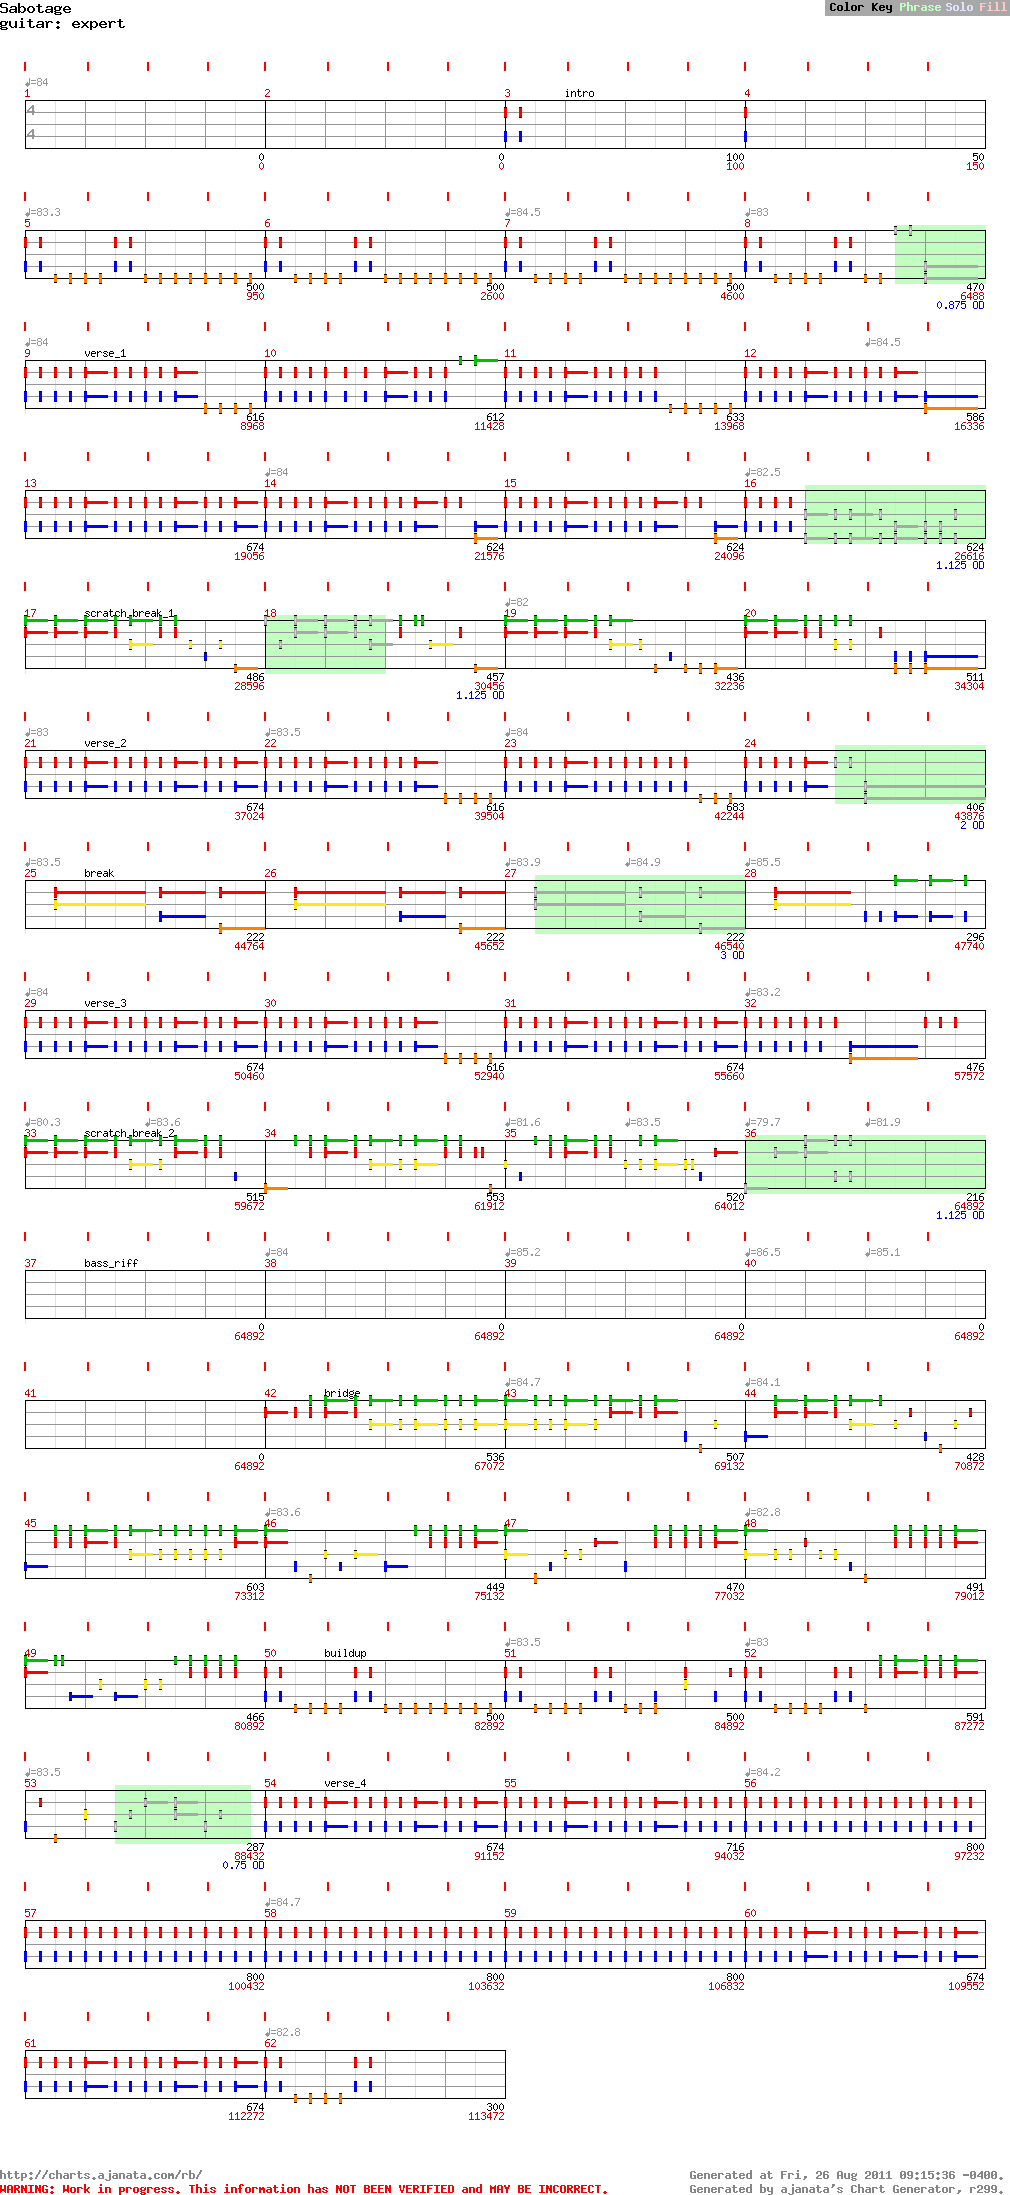 Sabotage
Color Key Phrase Solo Fill
guitar: expert
♩=84
1 2 3 intro 4
4
4
0 0 100 50
0 0 100 150
♩=83.3 ♩=84.5 ♩=83
5 6 7 8
500 500 500 470
950 2600 4600 6488
0.875 OD
♩=84 ♩=84.5
9 verse_1 10 11 12
616 612 633 586
8968 11428 13968 16336
♩=84 ♩=82.5
13 14 15 16
674 624 624 624
19056 21576 24096 26616
1.125 OD
♩=82
17 scratch_break_1 18 19 20
486 457 436 511
28596 30456 32236 34304
1.125 OD
♩=83 ♩=83.5 ♩=84
21 verse_2 22 23 24
674 616 683 406
37024 39504 42244 43876
2 OD
♩=83.5 ♩=83.9 ♩=84.9 ♩=85.5
25 break 26 27 28
222 222 222 296
44764 45652 46540 47740
3 OD
♩=84 ♩=83.2
29 verse_3 30 31 32
674 616 674 476
50460 52940 55660 57572
♩=80.3 ♩=83.6 ♩=81.6 ♩=83.5 ♩=79.7 ♩=81.9
33 scratch_break_2 34 35 36
515 553 520 216
59672 61912 64012 64892
1.125 OD
♩=84 ♩=85.2 ♩=86.5 ♩=85.1
37 bass_riff 38 39 40
0 0 0 0
64892 64892 64892 64892
♩=84.7 ♩=84.1
41 42 bridge 43 44
0 536 507 428
64892 67072 69132 70872
♩=83.6 ♩=82.8
45 46 47 48
603 449 470 491
73312 75132 77032 79012
♩=83.5 ♩=83
49 50 buildup 51 52
466 500 500 591
80892 82892 84892 87272
♩=83.5 ♩=84.2
53 54 verse_4 55 56
287 674 716 800
88432 91152 94032 97232
0.75 OD
♩=84.7
57 58 59 60
800 800 800 674
100432 103632 106832 109552
♩=82.8
61 62
674 300
112272 113472
http://charts.ajanata.com/rb/
Generated at Fri, 26 Aug 2011 09:15:36 -0400.
WARNING: Work in progress. This information has NOT BEEN VERIFIED and MAY BE INCORRECT.
Generated by ajanata's Chart Generator, r299.